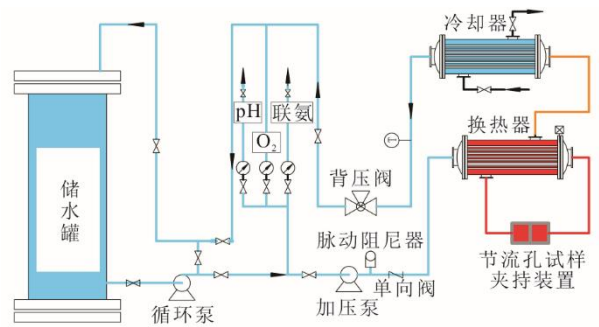 冷却器
pH
联氨
O₂
T
换热器
储
水
罐
背压阀
脉动阻尼器
节流孔试样
夹持装置
循环泵
加压泵
单向阀